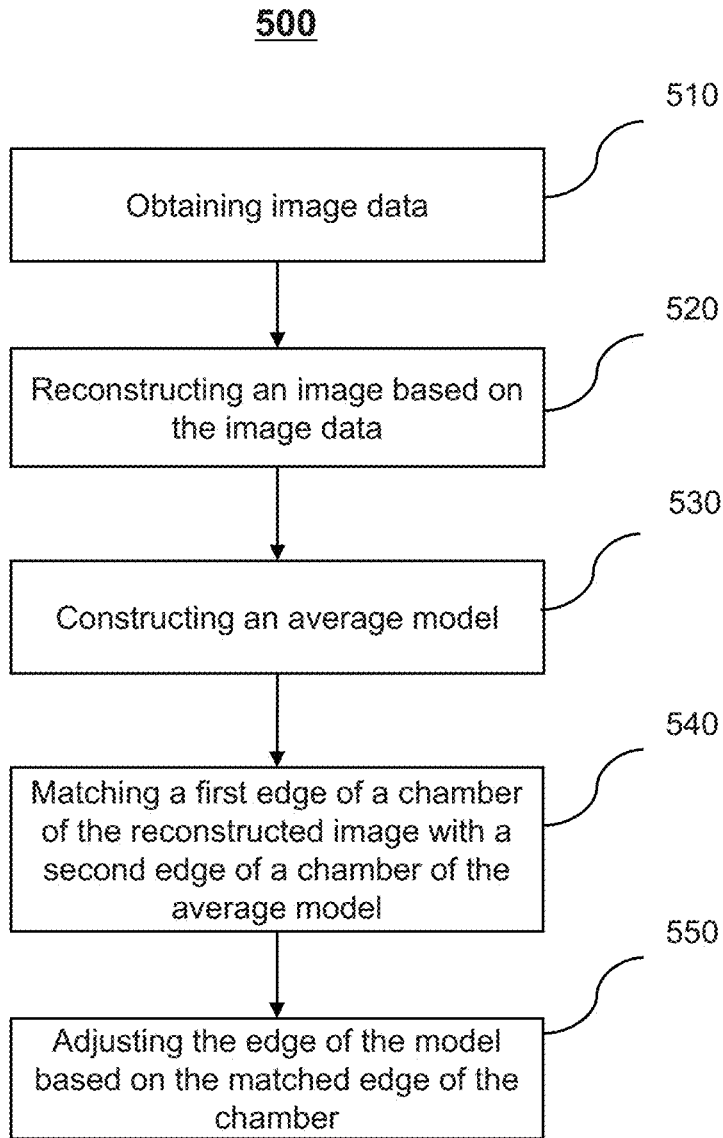 500
510
Obtaining image data
520
Reconstructing an image based on
the image data
530
Constructing an average model
540
Matching a first edge of a chamber
of the reconstructed image with a
second edge of a chamber of the
average model
550
Adjusting the edge of the model
based on the matched edge of the
chamber